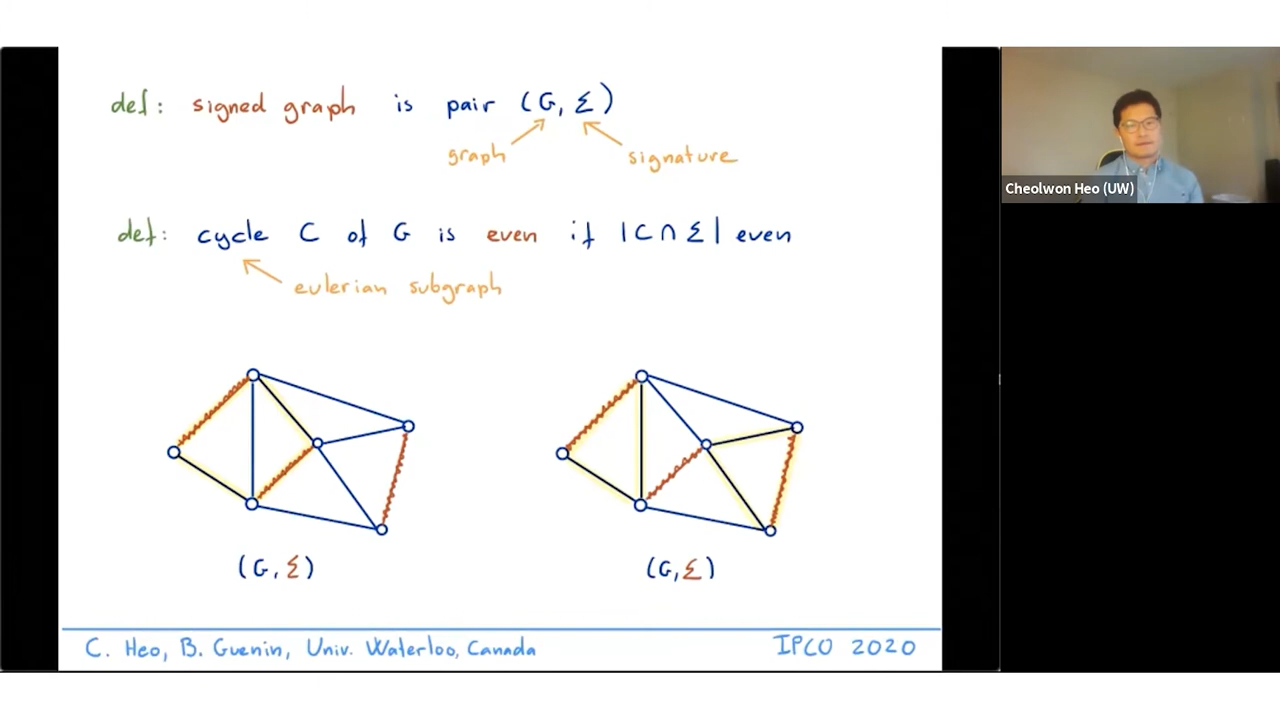 def: signed graph is pair (G, Σ)
graph
signature
def: cycle C of G is even if |C ∩ Σ| even
eulerian subgraph
(G, Σ)
(G, Σ)
C. Heo, B. Guenin, Univ. Waterloo, Canada
IPCO 2020
Cheolwon Heo (UW)